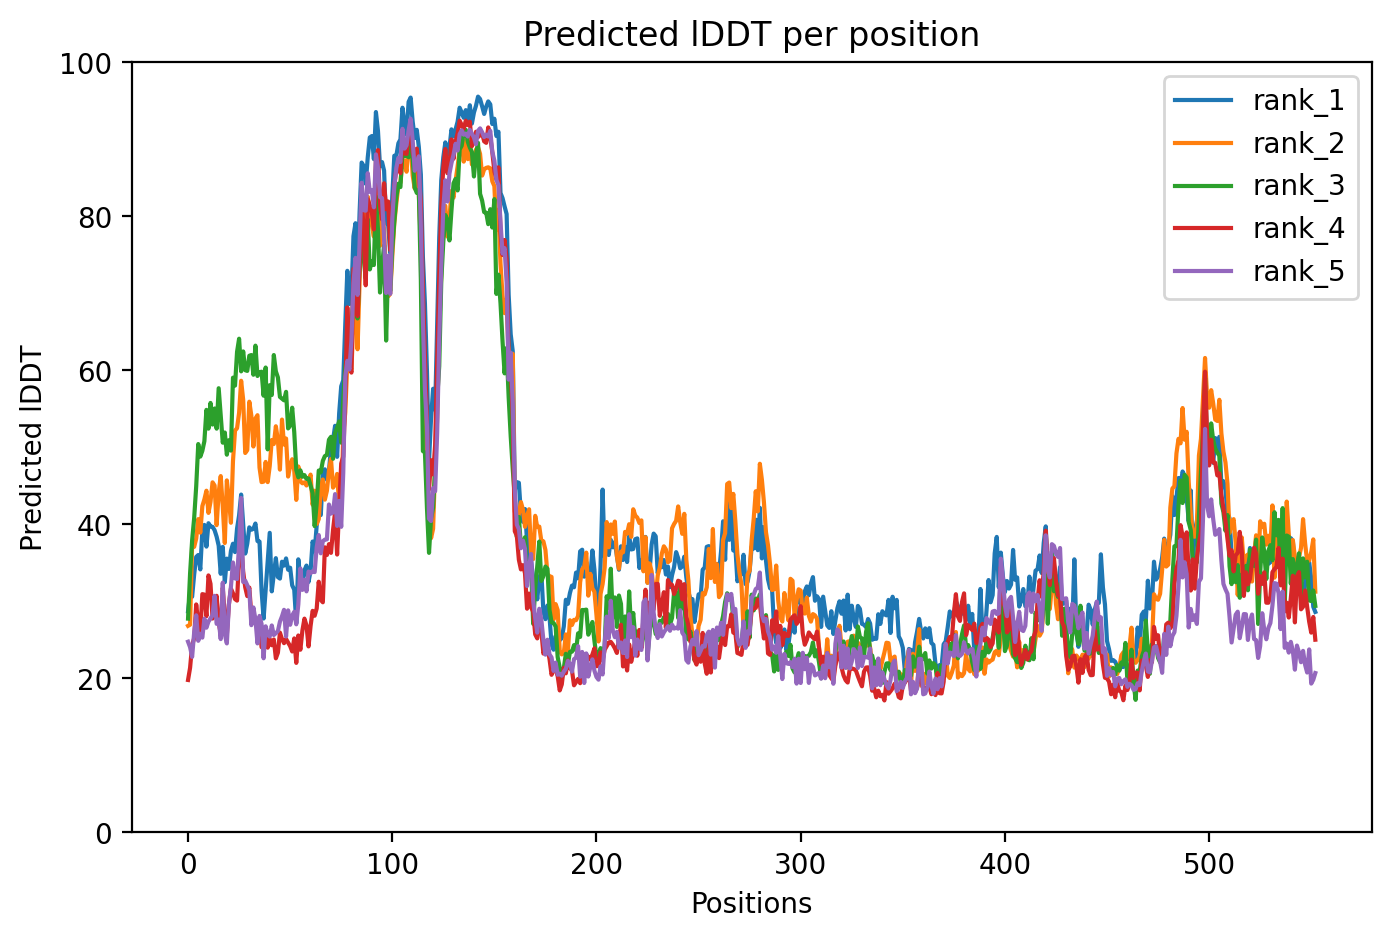 Predicted lDDT per position
Predicted lDDT
100
80
60
40
20
0
rank_1
rank_2
rank_3
rank_4
rank_5
0 100 200 300 400 500
Positions